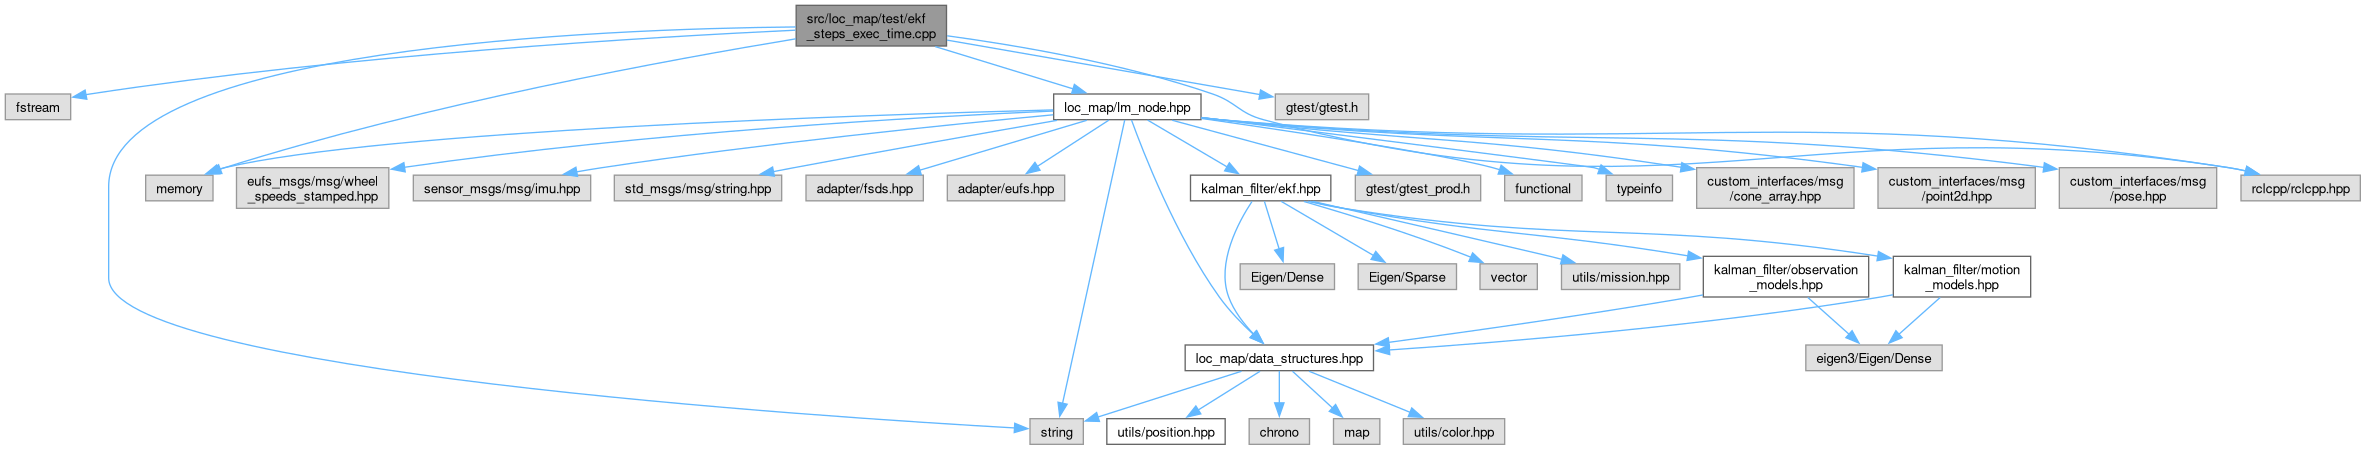 src/loc_map/test/ekf
_steps_exec_time.cpp
fstream
loc_map/lm_node.hpp
gtest/gtest.h
memory
eufs_msgs/msg/wheel
_speeds_stamped.hpp
sensor_msgs/msg/imu.hpp
std_msgs/msg/string.hpp
adapter/fsds.hpp
adapter/eufs.hpp
kalman_filter/ekf.hpp
gtest/gtest_prod.h
functional
typeinfo
custom_interfaces/msg
/cone_array.hpp
custom_interfaces/msg
/point2d.hpp
custom_interfaces/msg
/pose.hpp
rclcpp/rclcpp.hpp
Eigen/Dense
Eigen/Sparse
vector
utils/mission.hpp
kalman_filter/observation
_models.hpp
kalman_filter/motion
_models.hpp
loc_map/data_structures.hpp
eigen3/Eigen/Dense
string
utils/position.hpp
chrono
map
utils/color.hpp